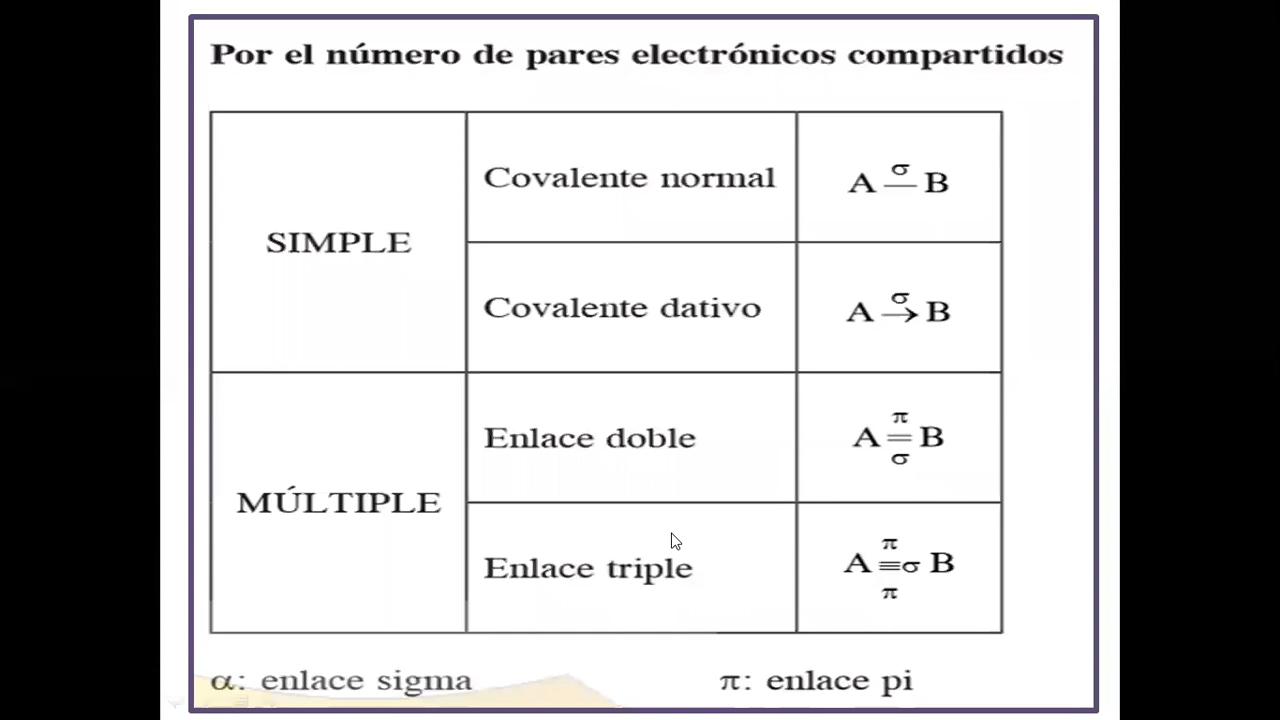 Por el número de pares electrónicos compartidos
SIMPLE
Covalente normal
A σ — B
Covalente dativo
A σ → B
MÚLTIPLE
Enlace doble
π
A = B
σ
Enlace triple
π
A ≡σ B
π
α: enlace sigma
π: enlace pi